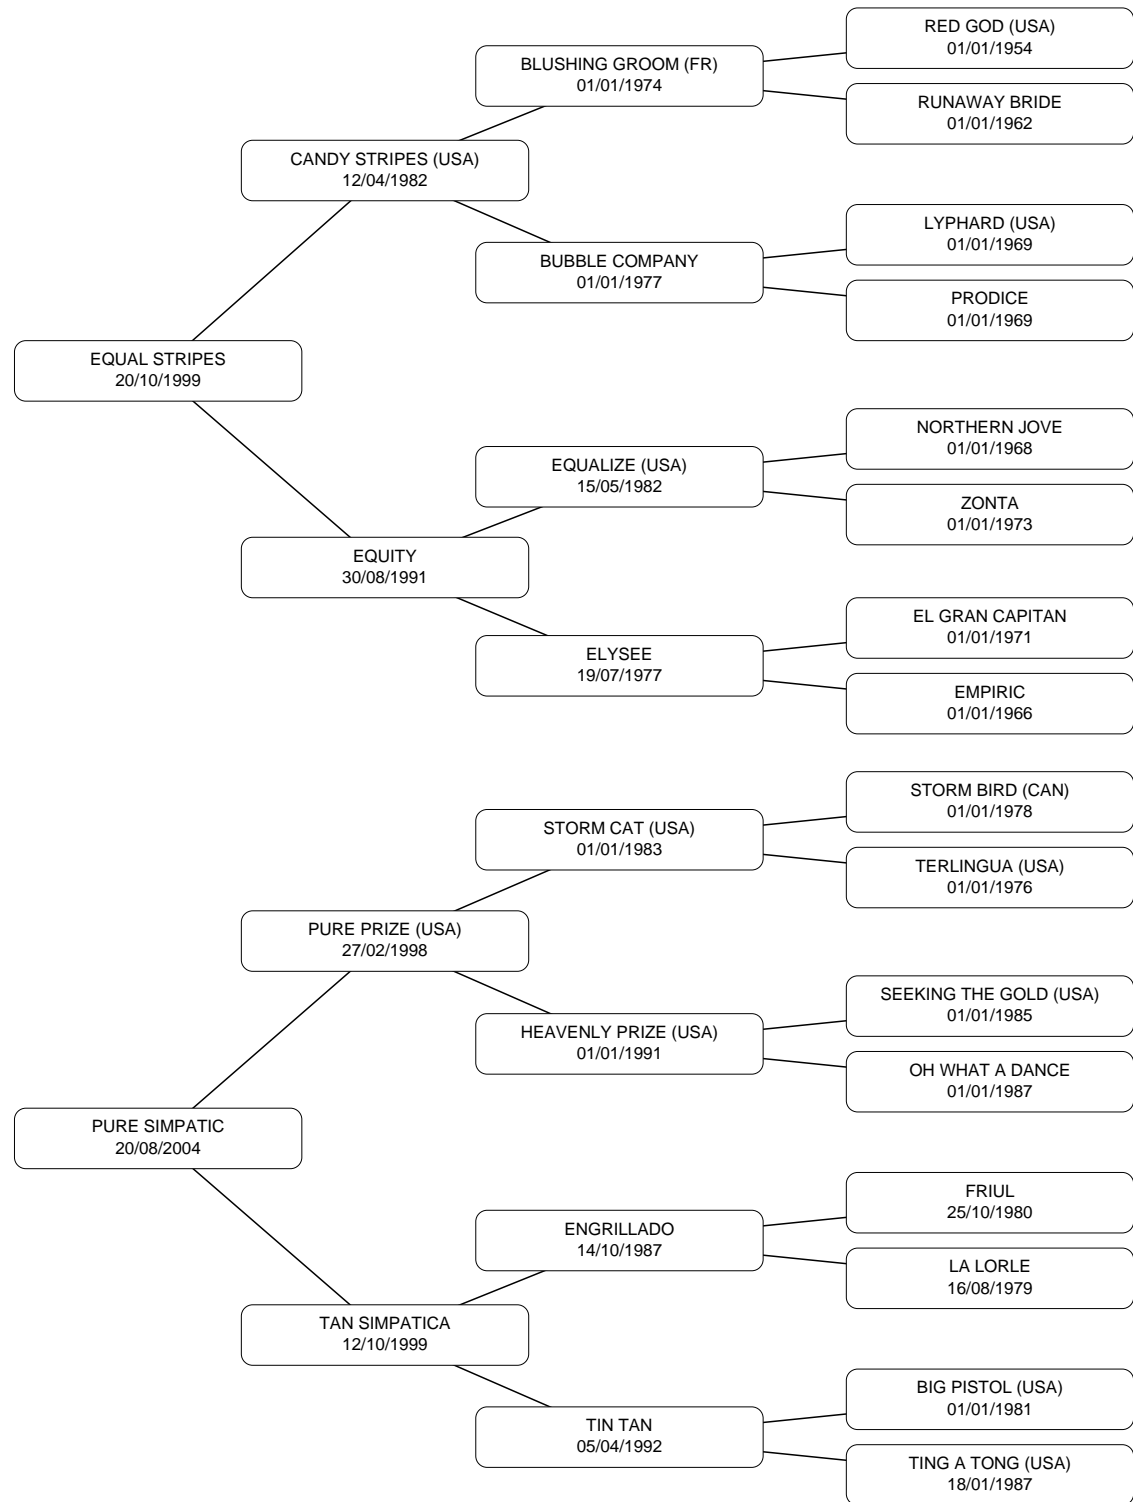 RED GOD (USA)
01/01/1954
BLUSHING GROOM (FR)
01/01/1974
RUNAWAY BRIDE
01/01/1962
CANDY STRIPES (USA)
12/04/1982
LYPHARD (USA)
01/01/1969
BUBBLE COMPANY
01/01/1977
PRODICE
01/01/1969
EQUAL STRIPES
20/10/1999
NORTHERN JOVE
01/01/1968
EQUALIZE (USA)
15/05/1982
ZONTA
01/01/1973
EQUITY
30/08/1991
EL GRAN CAPITAN
01/01/1971
ELYSEE
19/07/1977
EMPIRIC
01/01/1966
STORM BIRD (CAN)
01/01/1978
STORM CAT (USA)
01/01/1983
TERLINGUA (USA)
01/01/1976
PURE PRIZE (USA)
27/02/1998
SEEKING THE GOLD (USA)
01/01/1985
HEAVENLY PRIZE (USA)
01/01/1991
OH WHAT A DANCE
01/01/1987
PURE SIMPATIC
20/08/2004
FRIUL
25/10/1980
ENGRILLADO
14/10/1987
LA LORLE
16/08/1979
TAN SIMPATICA
12/10/1999
BIG PISTOL (USA)
01/01/1981
TIN TAN
05/04/1992
TING A TONG (USA)
18/01/1987